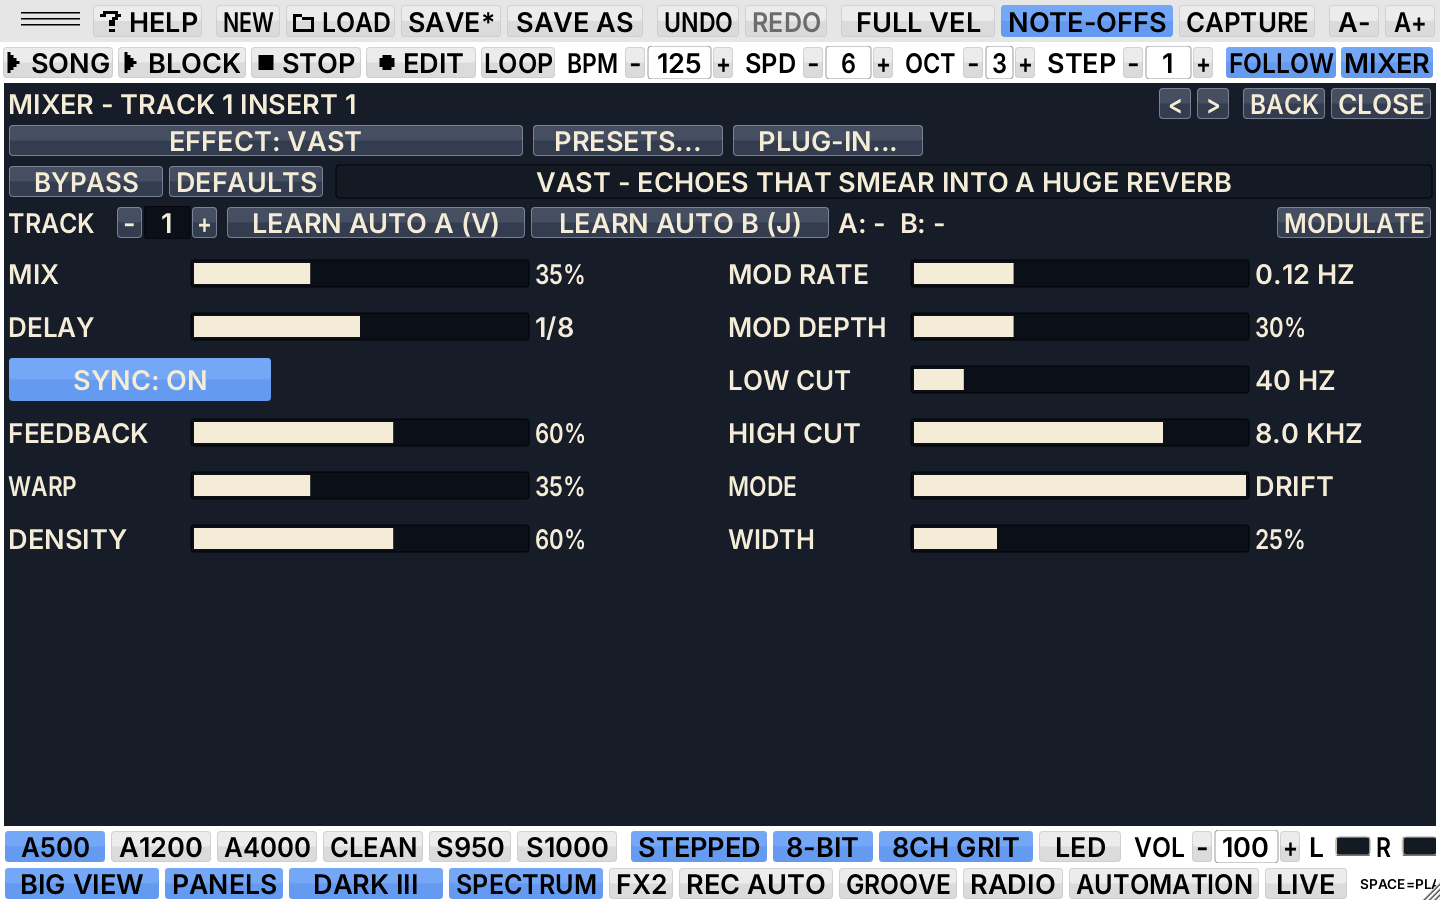 HELP NEW LOAD SAVE* SAVE AS UNDO REDO FULL VEL NOTE-OFFS CAPTURE A- A+
SONG BLOCK STOP EDIT LOOP BPM - 125 + SPD - 6 + OCT - 3 + STEP - 1 + FOLLOW MIXER
MIXER - TRACK 1 INSERT 1 < > BACK CLOSE
EFFECT: VAST PRESETS... PLUG-IN...
BYPASS DEFAULTS VAST - ECHOES THAT SMEAR INTO A HUGE REVERB
TRACK - 1 + LEARN AUTO A (V) LEARN AUTO B (J) A: - B: - MODULATE
MIX 35% MOD RATE 0.12 HZ
DELAY 1/8 MOD DEPTH 30%
SYNC: ON LOW CUT 40 HZ
FEEDBACK 60% HIGH CUT 8.0 KHZ
WARP 35% MODE DRIFT
DENSITY 60% WIDTH 25%
A500 A1200 A4000 CLEAN S950 S1000 STEPPED 8-BIT 8CH GRIT LED VOL - 100 + L R
BIG VIEW PANELS DARK III SPECTRUM FX2 REC AUTO GROOVE RADIO AUTOMATION LIVE